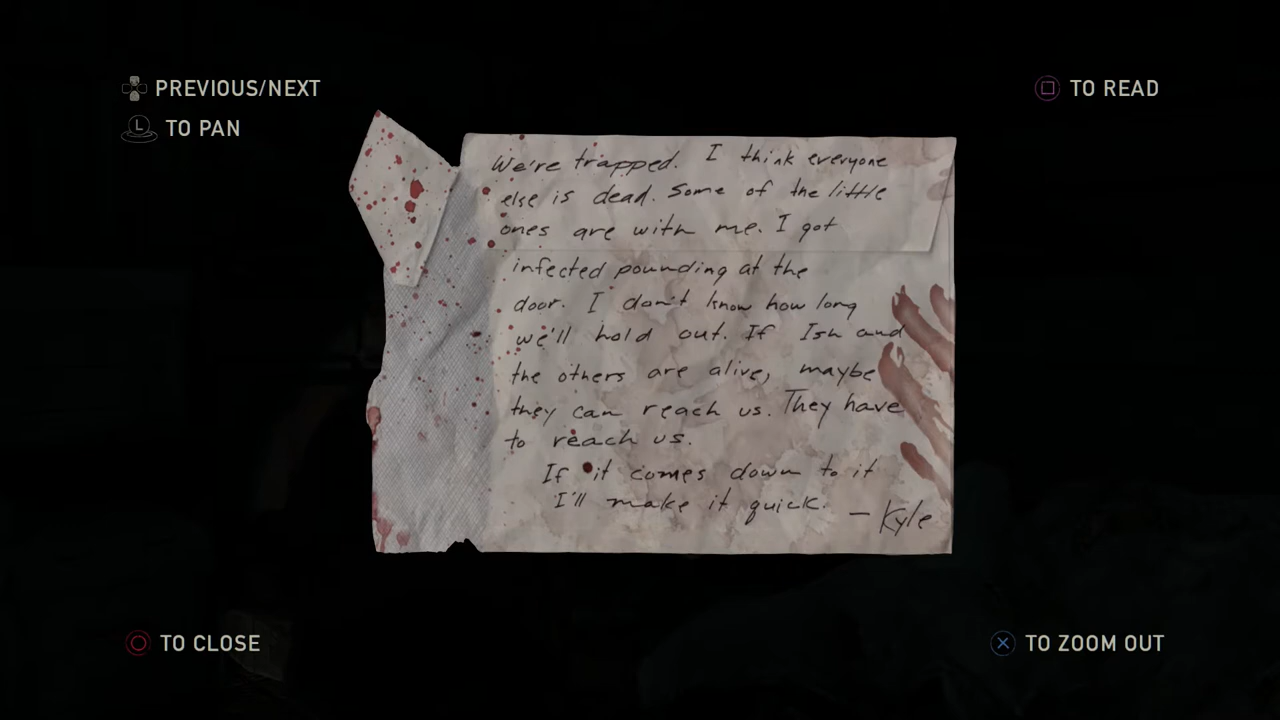 PREVIOUS/NEXT
TO PAN
TO READ
We're trapped. I think everyone
else is dead. Some of the little
ones are with me. I got
infected pounding at the
door. I don't know how long
we'll hold out. If Ish and
the others are alive, maybe
they can reach us. They have
to reach us.
If it comes down to it
I'll make it quick. — Kyle
TO CLOSE
TO ZOOM OUT
L